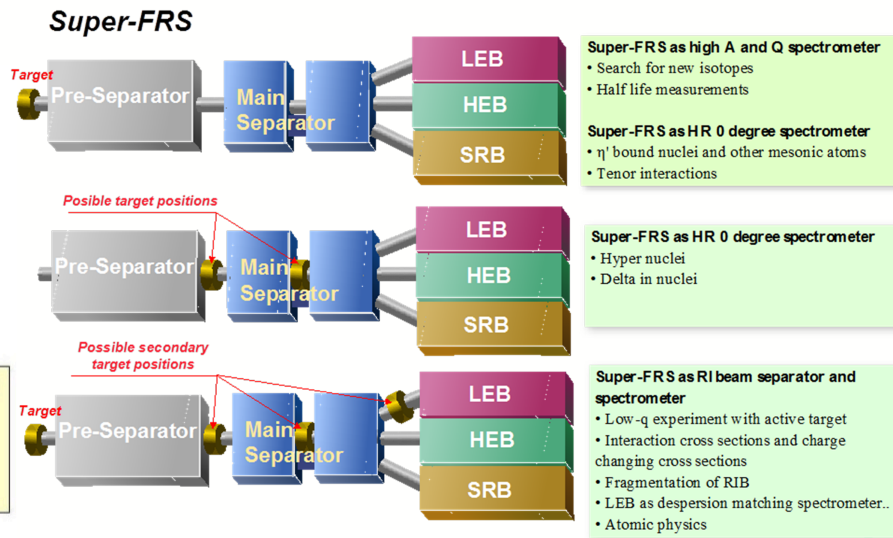 Super-FRS
Target
Pre-Separator
Main
Separator
LEB
HEB
SRB
Super-FRS as high A and Q spectrometer
• Search for new isotopes
• Half life measurements
Super-FRS as HR 0 degree spectrometer
• η' bound nuclei and other mesonic atoms
• Tenor interactions
Posible target positions
Pre-Separator
Main
Separator
LEB
HEB
SRB
Super-FRS as HR 0 degree spectrometer
• Hyper nuclei
• Delta in nuclei
Possible secondary
target positions
Target
Pre-Separator
Main
Separator
LEB
HEB
SRB
Super-FRS as RI beam separator and
spectrometer
• Low-q experiment with active target
• Interaction cross sections and charge
changing cross sections
• Fragmentation of RIB
• LEB as despersion matching spectrometer..
• Atomic physics